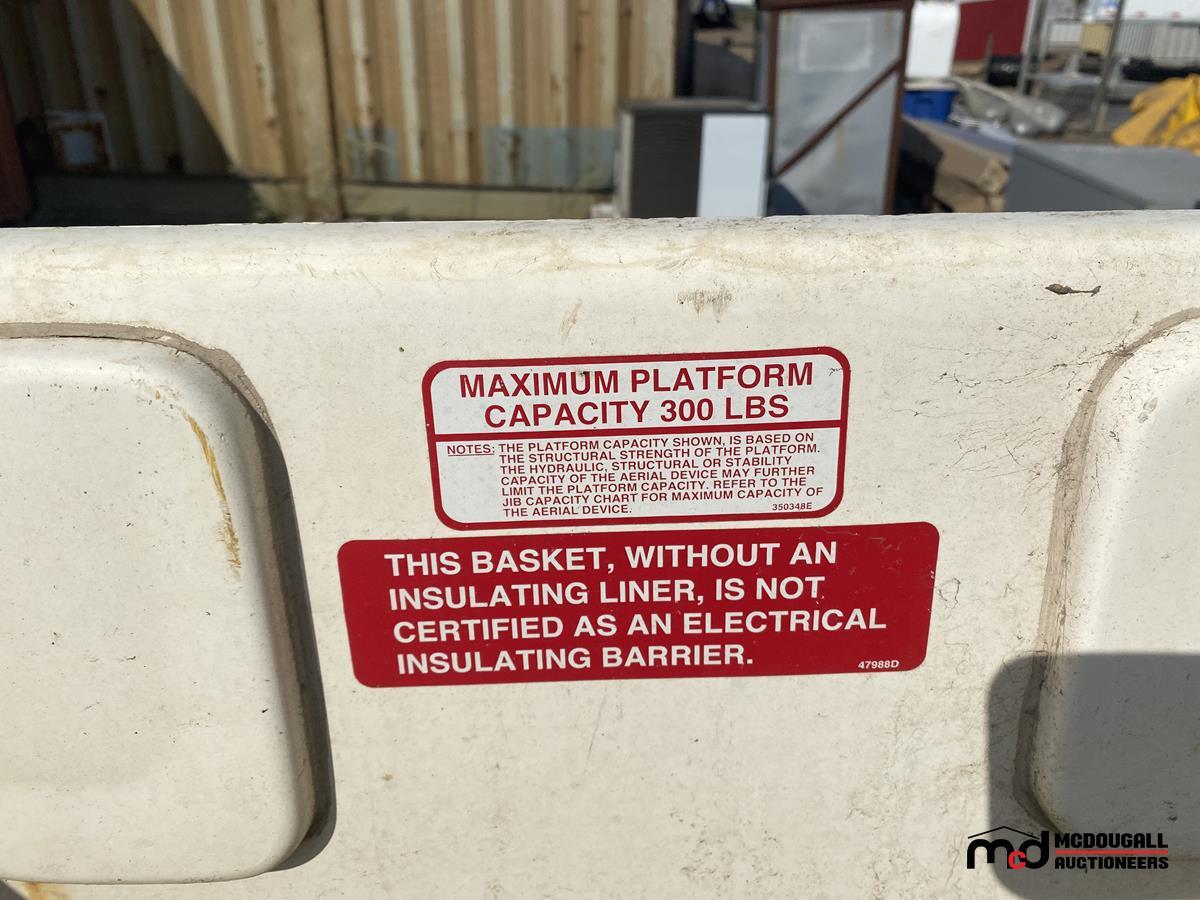 MAXIMUM PLATFORM
CAPACITY 300 LBS
NOTES: THE PLATFORM CAPACITY SHOWN, IS BASED ON
THE STRUCTURAL STRENGTH OF THE PLATFORM.
THE HYDRAULIC, STRUCTURAL OR STABILITY
CAPACITY OF THE AERIAL DEVICE MAY FURTHER
LIMIT THE PLATFORM CAPACITY. REFER TO THE
JIB CAPACITY CHART FOR MAXIMUM CAPACITY OF
THE AERIAL DEVICE. 350348E
THIS BASKET, WITHOUT AN
INSULATING LINER, IS NOT
CERTIFIED AS AN ELECTRICAL
INSULATING BARRIER. 47988D
mcd MCDOUGALL
AUCTIONEERS